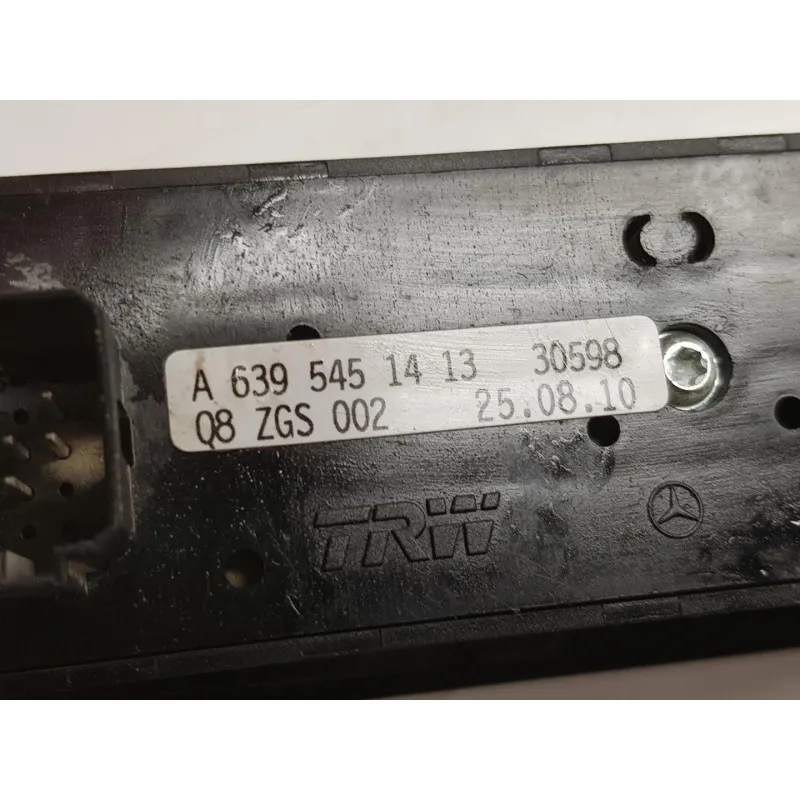 A 639 545 14 13 30598
Q8 ZGS 002 25.08.10
TRW